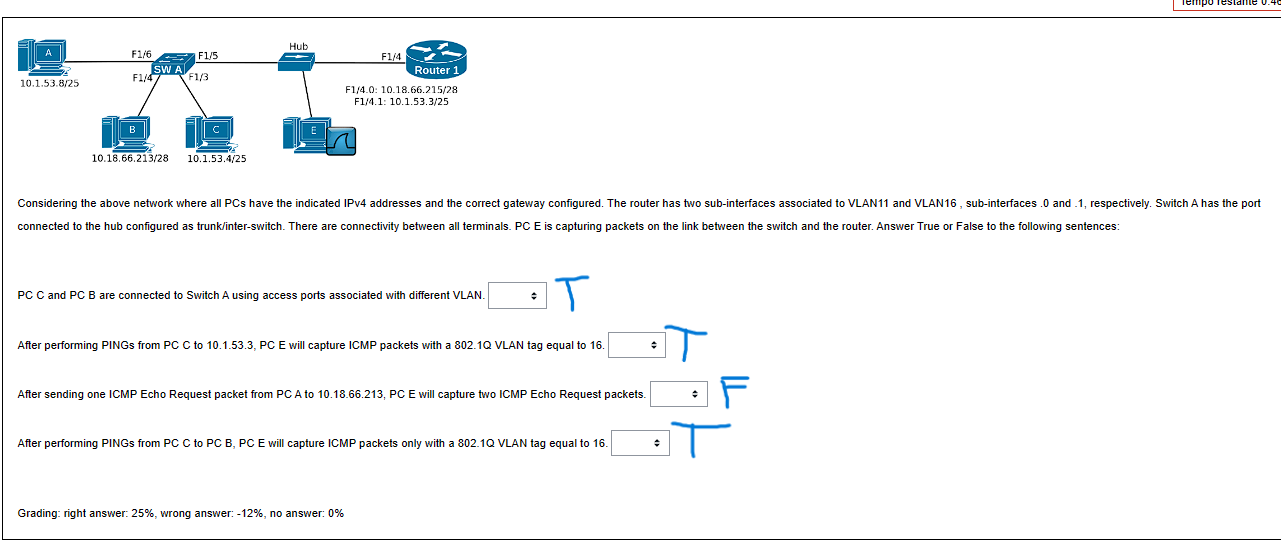 Tempo restante 0:46
Hub
F1/6
F1/5
F1/4
A
SW A
Router 1
10.1.53.8/25
F1/4
F1/3
F1/4.0: 10.18.66.215/28
F1/4.1: 10.1.53.3/25
B
C
E
10.18.66.213/28
10.1.53.4/25
Considering the above network where all PCs have the indicated IPv4 addresses and the correct gateway configured. The router has two sub-interfaces associated to VLAN11 and VLAN16 , sub-interfaces .0 and .1, respectively. Switch A has the port
connected to the hub configured as trunk/inter-switch. There are connectivity between all terminals. PC E is capturing packets on the link between the switch and the router. Answer True or False to the following sentences:
PC C and PC B are connected to Switch A using access ports associated with different VLAN. T
After performing PINGs from PC C to 10.1.53.3, PC E will capture ICMP packets with a 802.1Q VLAN tag equal to 16. T
After sending one ICMP Echo Request packet from PC A to 10.18.66.213, PC E will capture two ICMP Echo Request packets. F
After performing PINGs from PC C to PC B, PC E will capture ICMP packets only with a 802.1Q VLAN tag equal to 16. T
Grading: right answer: 25%, wrong answer: -12%, no answer: 0%